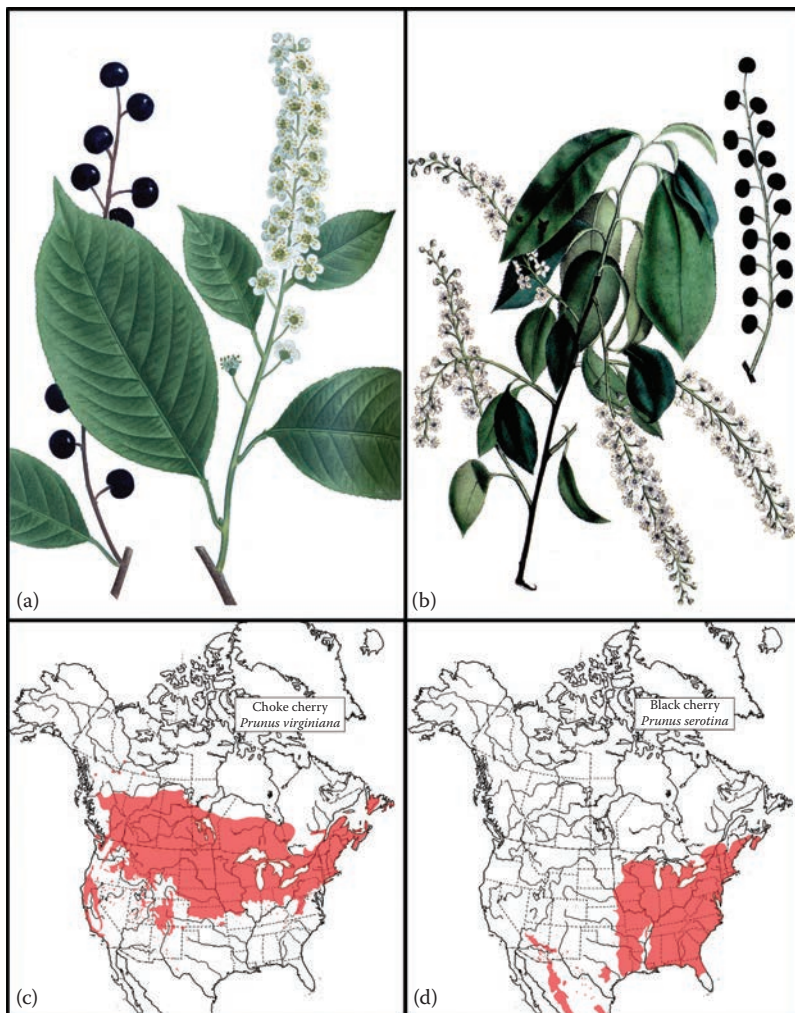 (a)
(b)
Choke cherry
Prunus virginiana
Black cherry
Prunus serotina
(c)
(d)